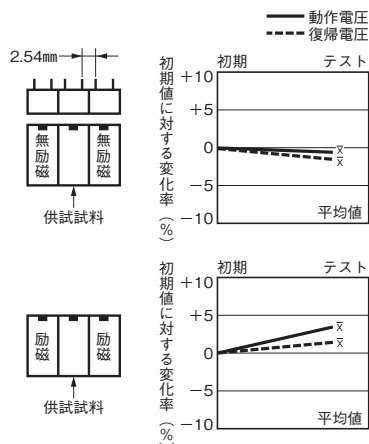 動作電圧
復帰電圧
2.54mm
無励磁
無励磁
供試試料
初期値に対する変化率(%)
初期
テスト
+10
+5
0
−5
−10
x̄
x̄
平均値
励磁
励磁
供試試料
初期値に対する変化率(%)
初期
テスト
+10
+5
0
−5
−10
x̄
x̄
平均値